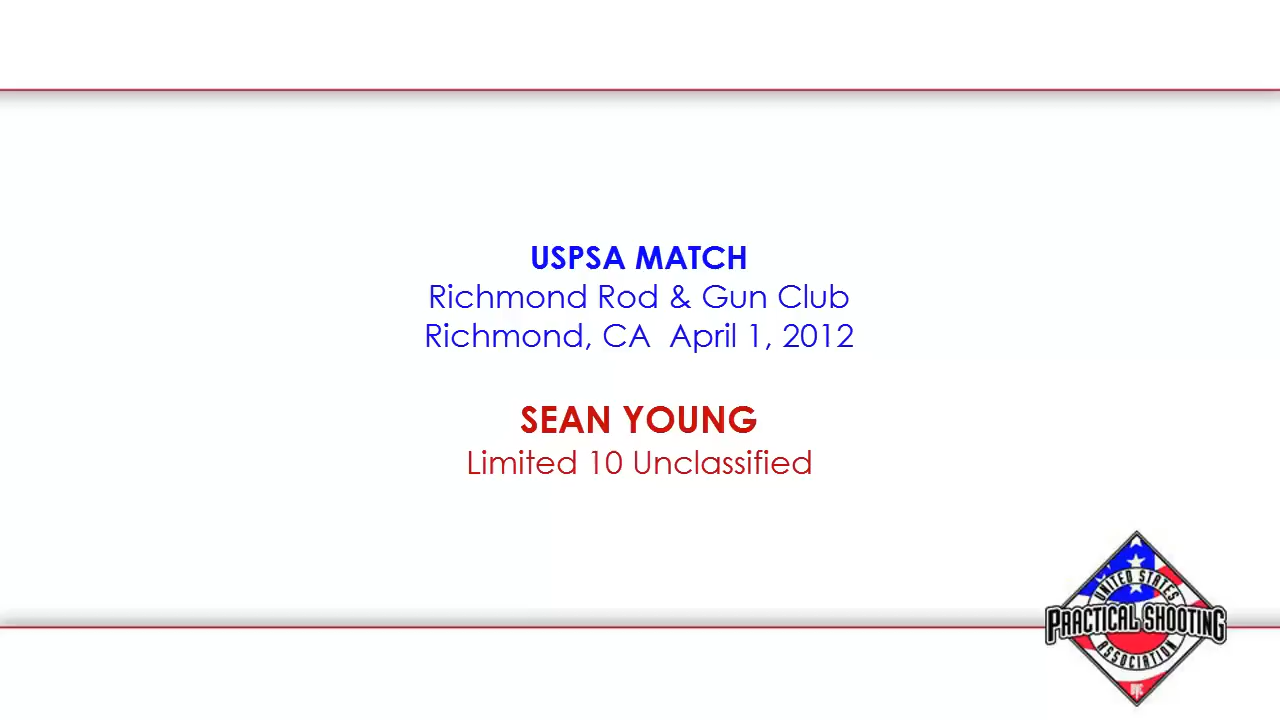 USPSA MATCH
Richmond Rod & Gun Club
Richmond, CA  April 1, 2012
SEAN YOUNG
Limited 10 Unclassified
UNITED STATES
PRACTICAL SHOOTING
ASSOCIATION